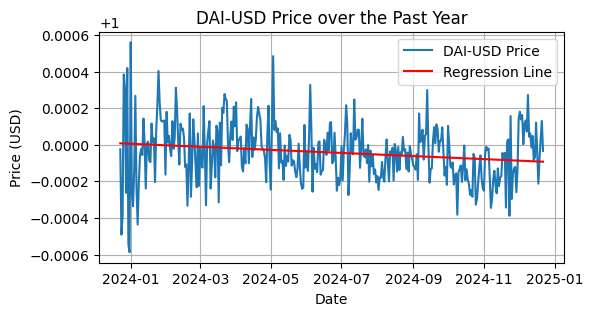 DAI-USD Price over the Past Year
+1
0.0006
0.0004
0.0002
0.0000
−0.0002
−0.0004
−0.0006
Price (USD)
DAI-USD Price
Regression Line
2024-01 2024-03 2024-05 2024-07 2024-09 2024-11 2025-01
Date